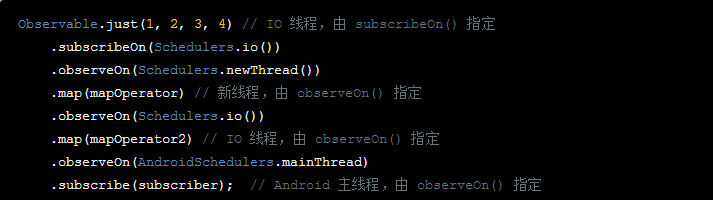 Observable.just(1, 2, 3, 4) // IO 线程，由 subscribeOn() 指定
.subscribeOn(Schedulers.io())
.observeOn(Schedulers.newThread())
.map(mapOperator) // 新线程，由 observeOn() 指定
.observeOn(Schedulers.io())
.map(mapOperator2) // IO 线程，由 observeOn() 指定
.observeOn(AndroidSchedulers.mainThread)
.subscribe(subscriber);  // Android 主线程，由 observeOn() 指定